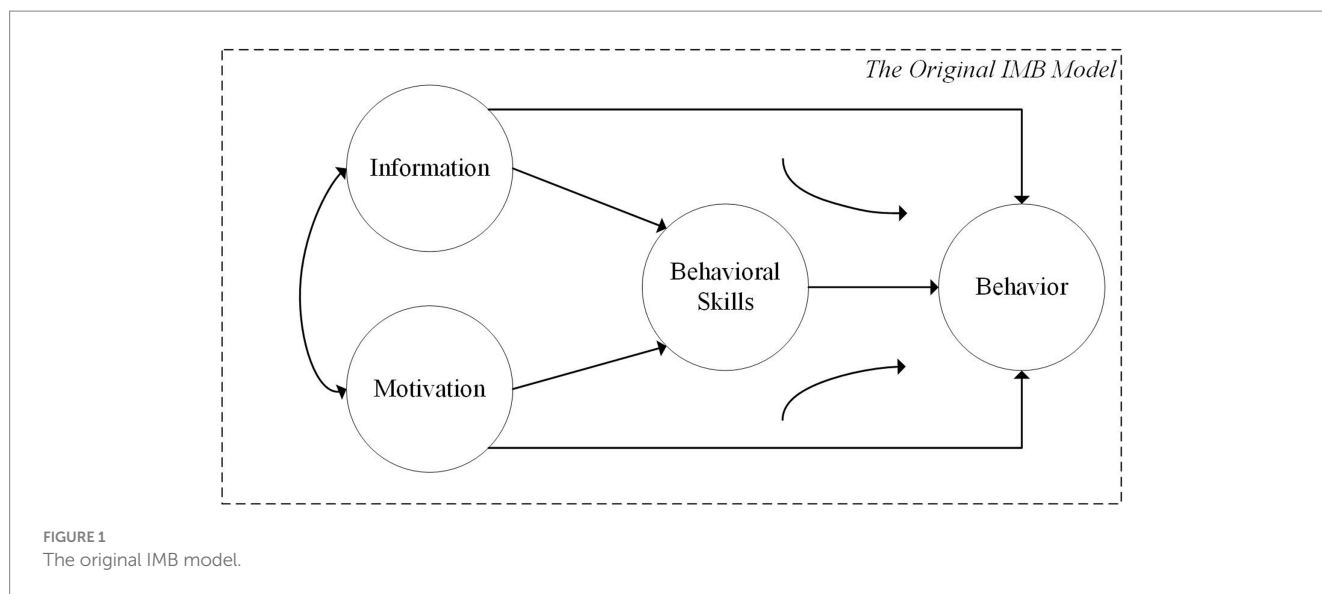 The Original IMB Model
Information
Behavioral
Skills
Behavior
Motivation
FIGURE 1
The original IMB model.